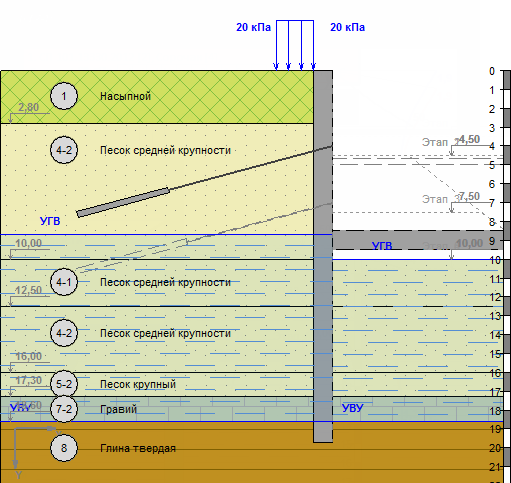 20 кПа 20 кПа
0
1 Насыпной 1
2,80 2
3
Этап 4,50 4
4-2 Песок средней крупности 5
6
Этап 7,50 7
УГВ 8
10,00 УГВ 10,00 9
10
4-1 Песок средней крупности 11
12,50 12
13
4-2 Песок средней крупности 14
15
16,00 16
17,30 5-2 Песок крупный 17
УВУ 7-2 Гравий УВУ 18
19
8 Глина твердая 20
Y 21